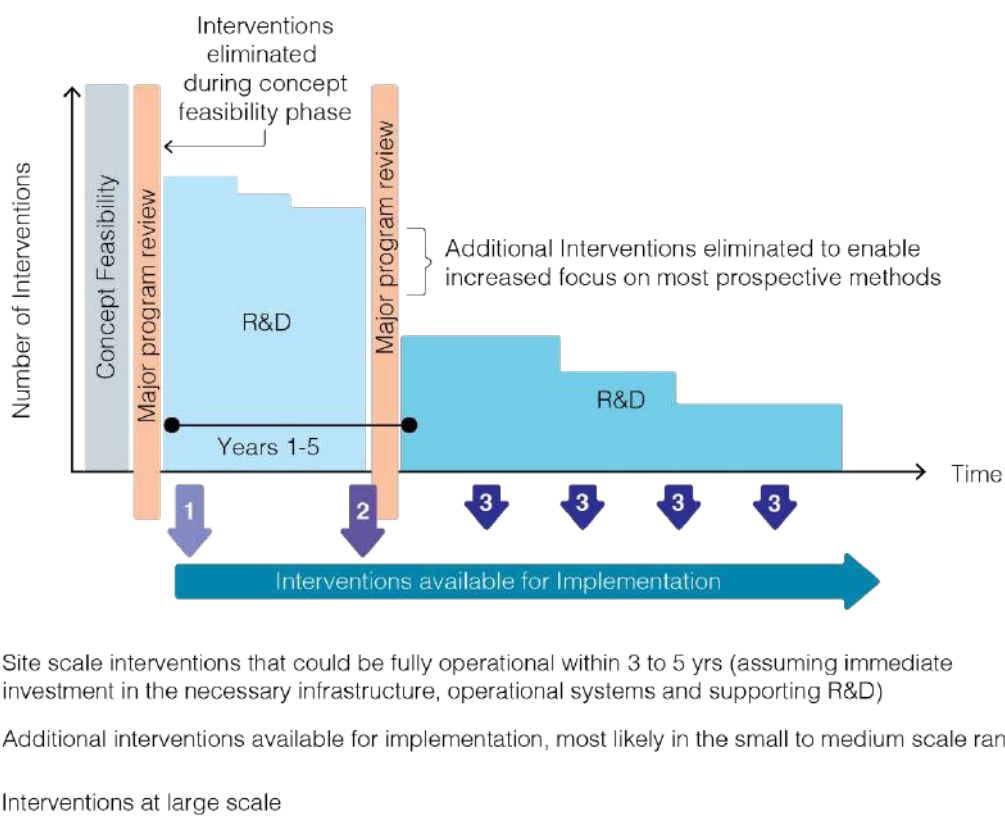 Interventions
eliminated
during concept
feasibility phase
Number of Interventions
Concept Feasibility
Major program review
R&D
Years 1-5
Major program review
Additional Interventions eliminated to enable
increased focus on most prospective methods
R&D
Time
1
2
3
3
3
3
Interventions available for Implementation
Site scale interventions that could be fully operational within 3 to 5 yrs (assuming immediate
investment in the necessary infrastructure, operational systems and supporting R&D)
Additional interventions available for implementation, most likely in the small to medium scale ran
Interventions at large scale